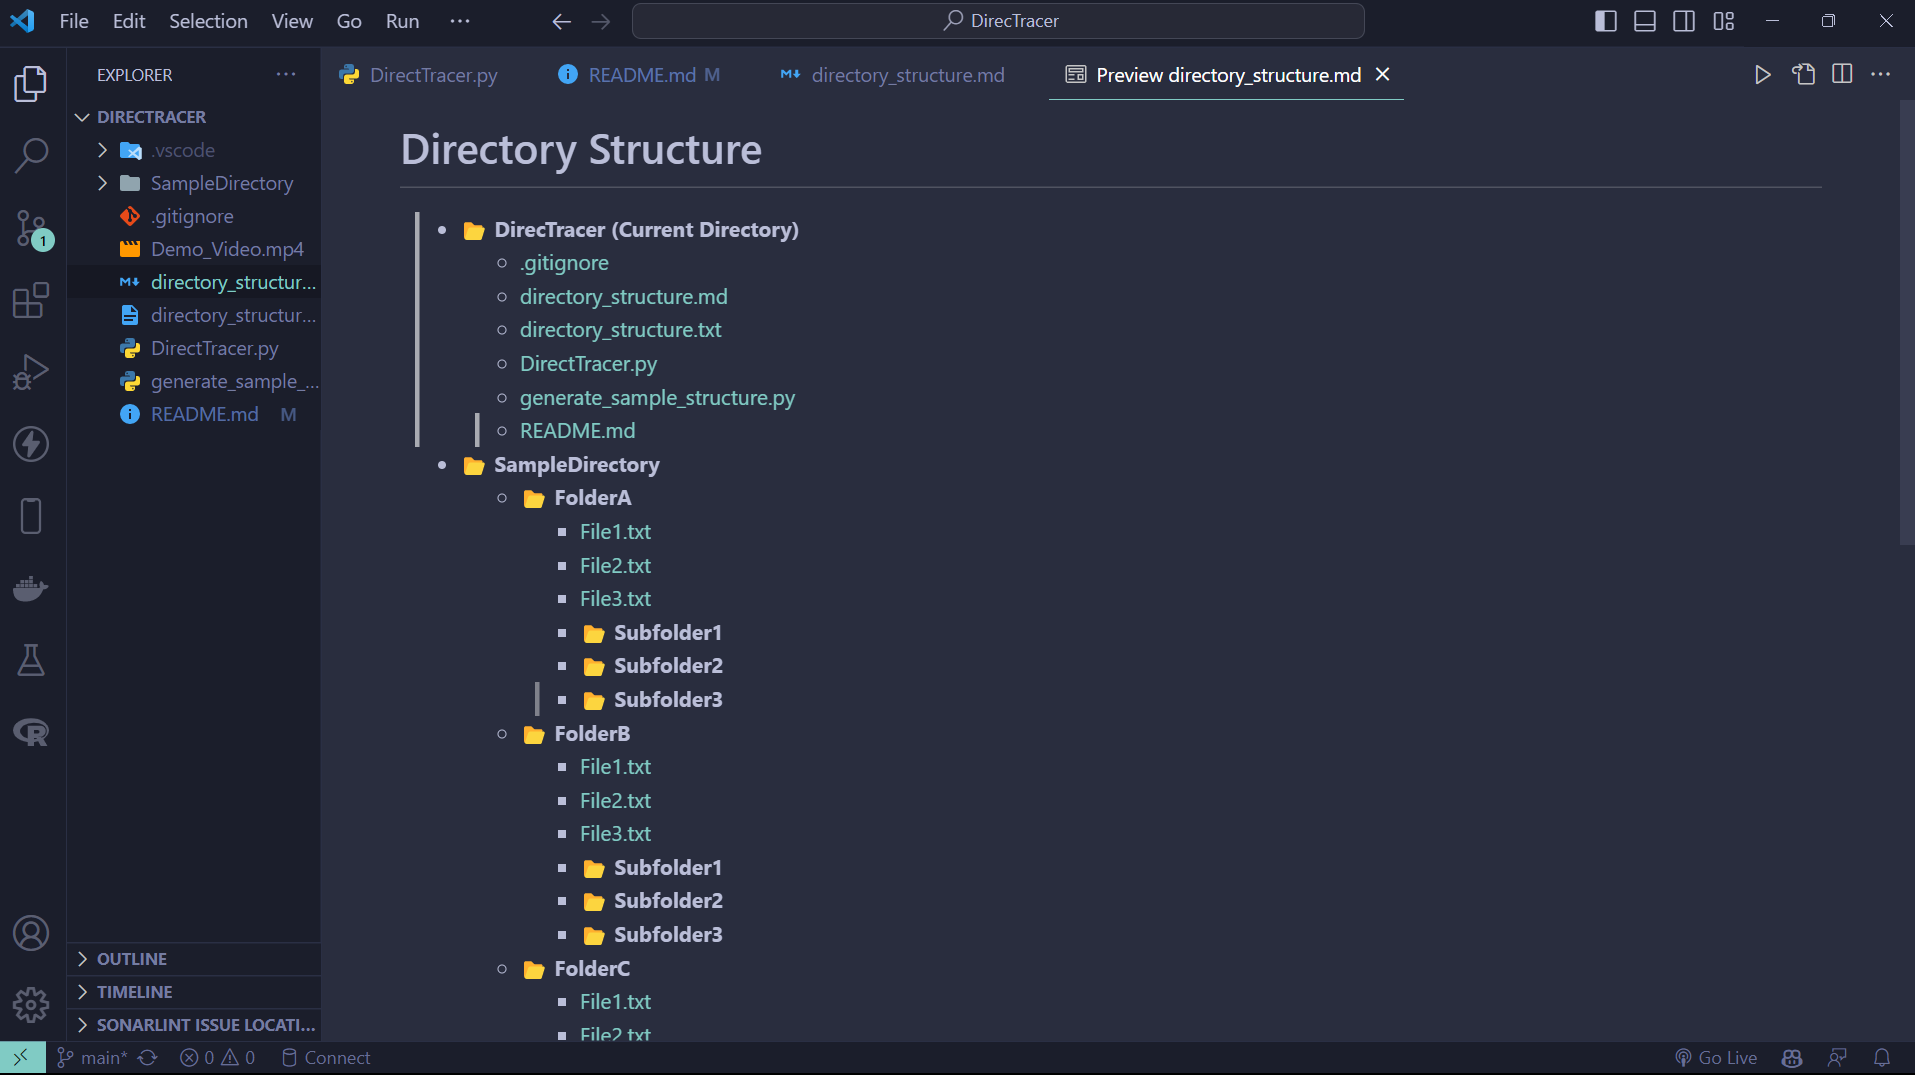 File Edit Selection View Go Run ···
DirecTracer
EXPLORER
DirectTracer.py
README.md M
directory_structure.md
Preview directory_structure.md
DIRECTRACER
.vscode
SampleDirectory
.gitignore
Demo_Video.mp4
directory_structur...
directory_structur...
DirectTracer.py
generate_sample_...
README.md M
1
OUTLINE
TIMELINE
SONARLINT ISSUE LOCATI...
Directory Structure
DirecTracer (Current Directory)
.gitignore
directory_structure.md
directory_structure.txt
DirectTracer.py
generate_sample_structure.py
README.md
SampleDirectory
FolderA
File1.txt
File2.txt
File3.txt
Subfolder1
Subfolder2
Subfolder3
FolderB
File1.txt
File2.txt
File3.txt
Subfolder1
Subfolder2
Subfolder3
FolderC
File1.txt
File2.txt
main* 0 0 Connect
Go Live